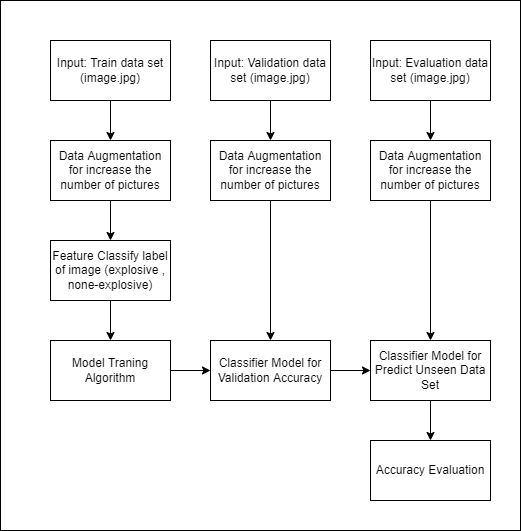 Input: Train data set
(image.jpg)
Input: Validation data
set (image.jpg)
Input: Evaluation data
set (image.jpg)
Data Augmentation
for increase the
number of pictures
Data Augmentation
for increase the
number of pictures
Data Augmentation
for increase the
number of pictures
Feature Classify label
of image (explosive ,
none-explosive)
Model Traning
Algorithm
Classifier Model for
Validation Accuracy
Classifier Model for
Predict Unseen Data
Set
Accuracy Evaluation